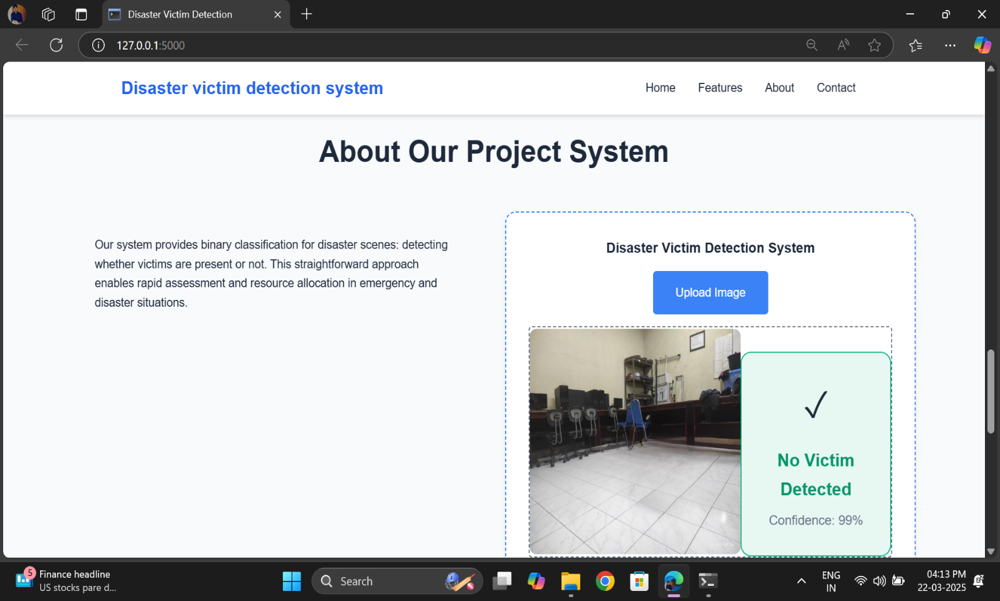 Disaster Victim Detection
127.0.0.1:5000
Disaster victim detection system
Home Features About Contact
About Our Project System
Our system provides binary classification for disaster scenes: detecting
whether victims are present or not. This straightforward approach
enables rapid assessment and resource allocation in emergency and
disaster situations.
Disaster Victim Detection System
Upload Image
No Victim
Detected
Confidence: 99%
5
Finance headline
US stocks pare d...
Search
ENG
IN
04:13 PM
22-03-2025